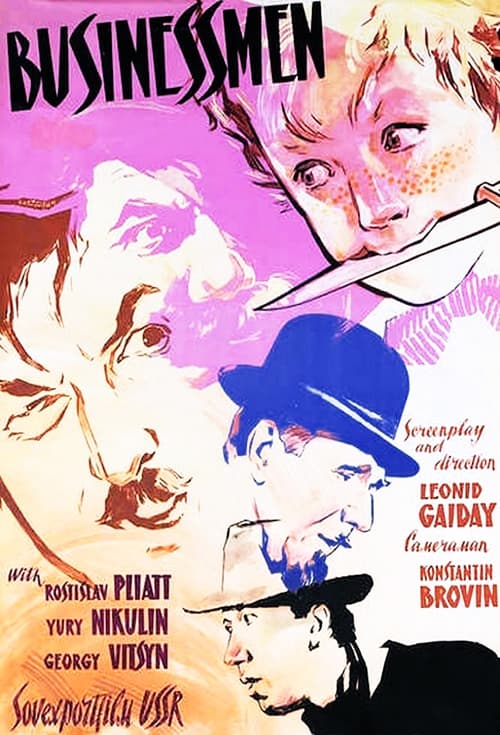 BUSINESSMEN
Screenplay
and
direction
LEONID
GAIDAY
Cameraman
KONSTANTIN
BROVIN
With ROSTISLAV PLIATT
YURY NIKULIN
GEORGY VITSYN
Sovexportfilm USSR